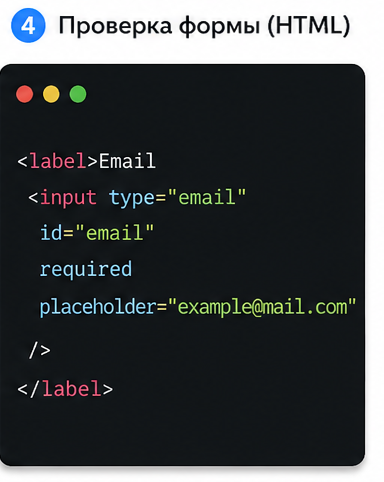 4 Проверка формы (HTML)
<label>Email
<input type="email"
id="email"
required
placeholder="example@mail.com"
/>
</label>